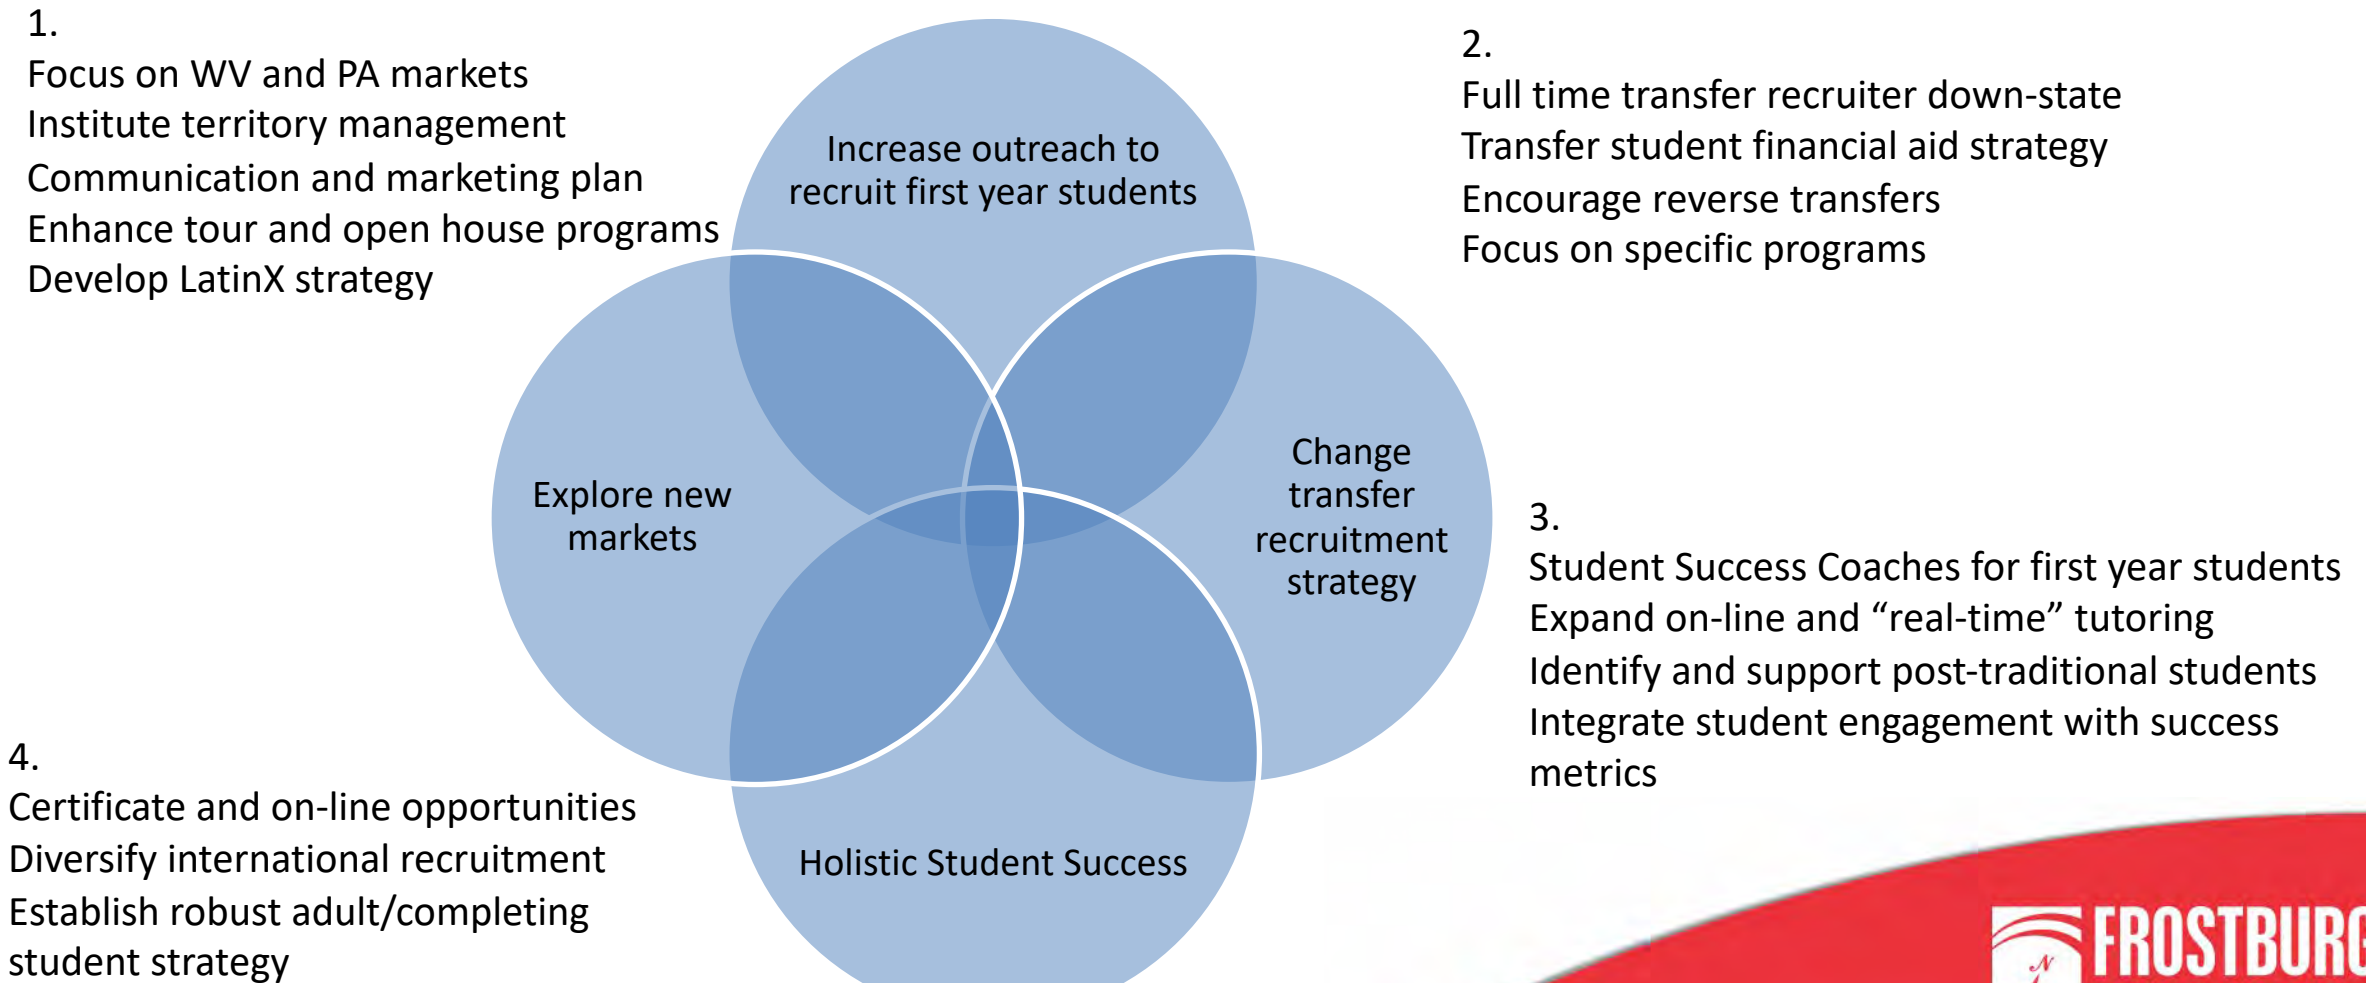 1.
Focus on WV and PA markets
Institute territory management
Communication and marketing plan
Enhance tour and open house programs
Develop LatinX strategy
Increase outreach to
recruit first year students
2.
Full time transfer recruiter down-state
Transfer student financial aid strategy
Encourage reverse transfers
Focus on specific programs
Explore new
markets
Change
transfer
recruitment
strategy
3.
Student Success Coaches for first year students
Expand on-line and “real-time” tutoring
Identify and support post-traditional students
Integrate student engagement with success
metrics
4.
Certificate and on-line opportunities
Diversify international recruitment
Establish robust adult/completing
student strategy
Holistic Student Success
FROSTBURG
N